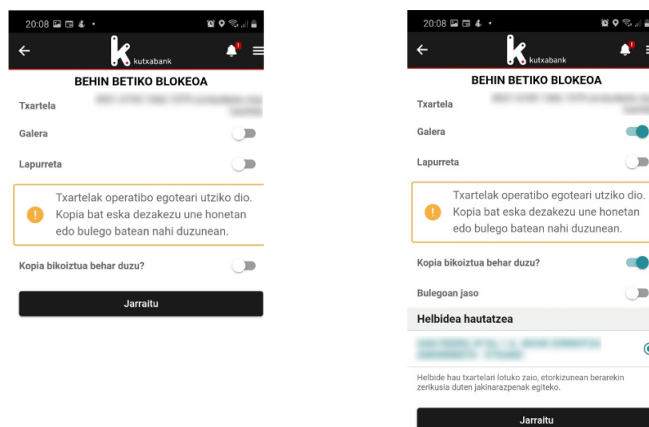 20:08
kutxabank
BEHIN BETIKO BLOKEOA
Txartela
Galera
Lapurreta
Txartelak operatibo egoteari utziko dio.
Kopia bat eska dezakezu une honetan
edo bulego batean nahi duzunean.
Kopia bikoiztua behar duzu?
Jarraitu
20:08
kutxabank
BEHIN BETIKO BLOKEOA
Txartela
Galera
Lapurreta
Txartelak operatibo egoteari utziko dio.
Kopia bat eska dezakezu une honetan
edo bulego batean nahi duzunean.
Kopia bikoiztua behar duzu?
Bulegoan jaso
Helbidea hautatzea
Helbide hau txartelari lotuko zaio, etorkizunean berarekin
zerikusia duten jakinarazpenak egiteko.
Jarraitu